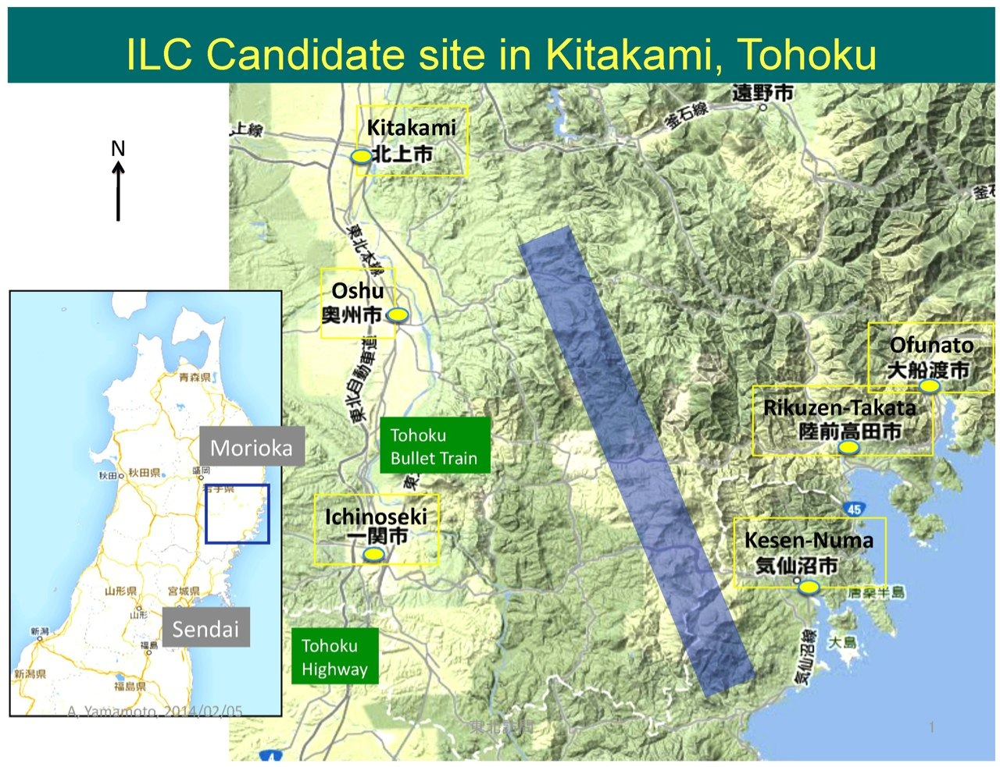 ILC Candidate site in Kitakami, Tohoku
遠野市
釜石線
上線
Kitakami
北上市
N
釜石
東北本線
Oshu
奥州市
東北自動車道
Ofunato
大船渡市
Rikuzen-Takata
陸前高田市
Tohoku
Bullet Train
東
45
Ichinoseki
一関市
Kesen-Numa
気仙沼市
唐桑半島
大島
気仙沼線
Tohoku
Highway
4
青森県
Morioka
秋田
秋田県
盛岡
岩手県
山形県
宮城県
山形
Sendai
新潟
福島
新潟県
福島県
A, Yamamoto, 2014/02/05
1